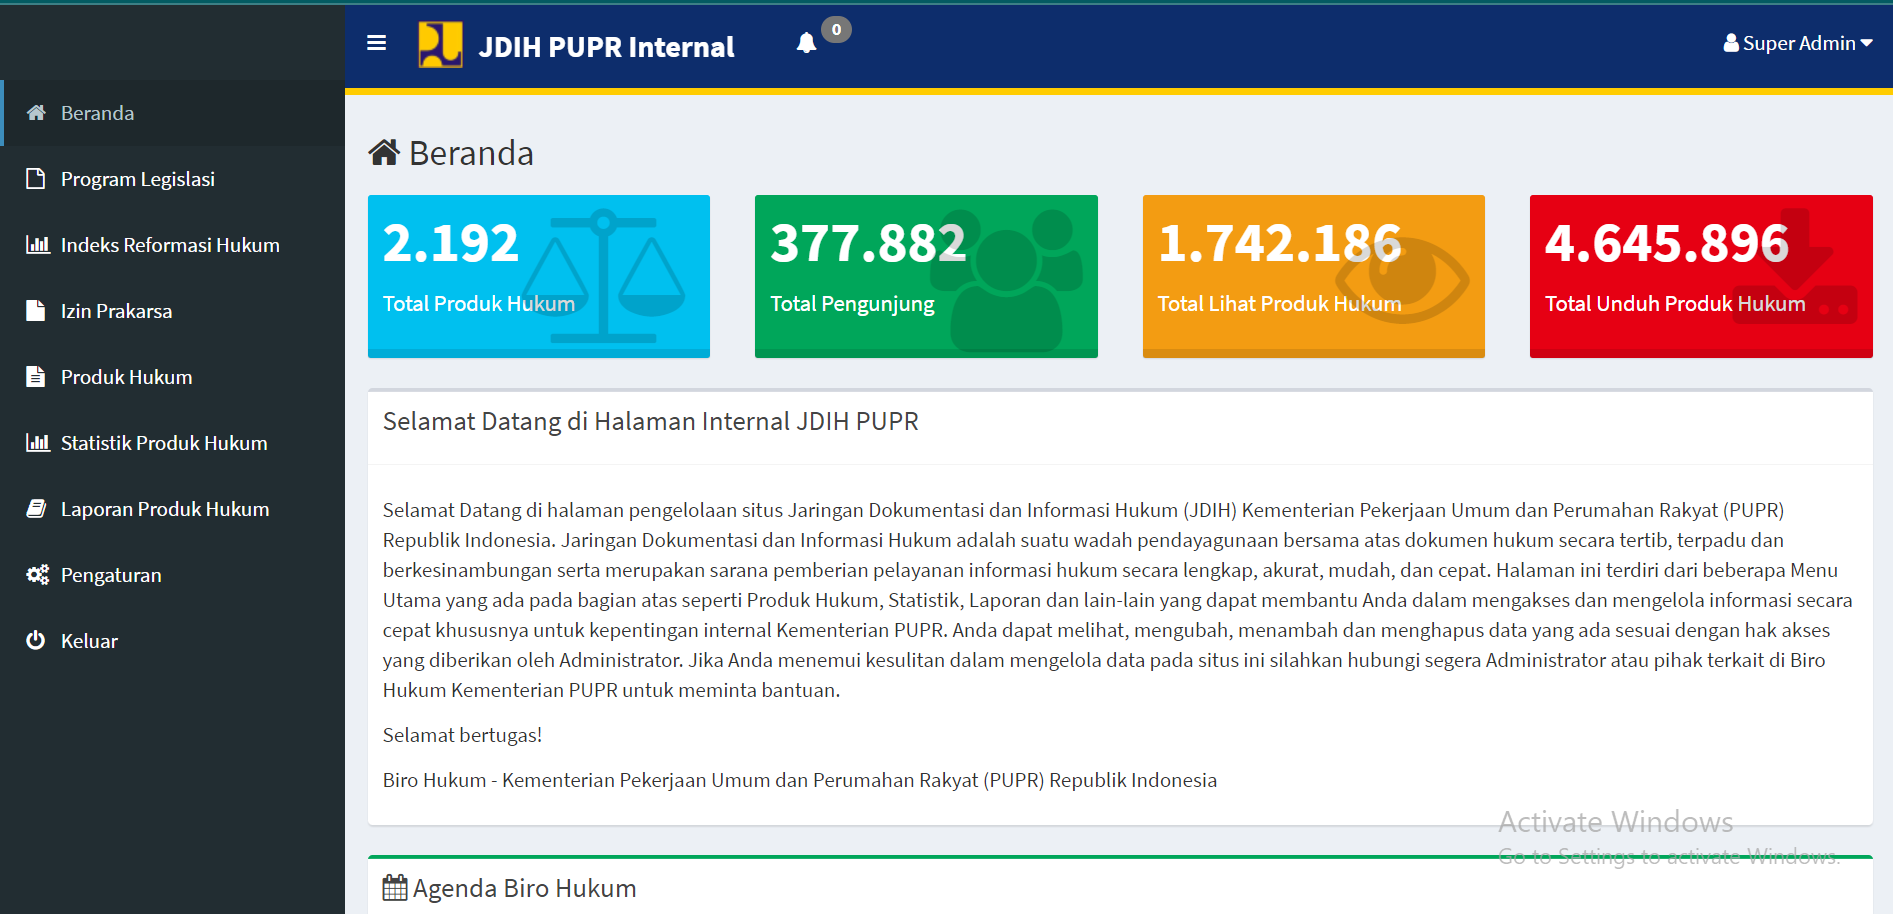 JDIH PUPR Internal
0
Super Admin
Beranda
Program Legislasi
Indeks Reformasi Hukum
Izin Prakarsa
Produk Hukum
Statistik Produk Hukum
Laporan Produk Hukum
Pengaturan
Keluar
Beranda
2.192
Total Produk Hukum
377.882
Total Pengunjung
1.742.186
Total Lihat Produk Hukum
4.645.896
Total Unduh Produk Hukum
Selamat Datang di Halaman Internal JDIH PUPR
Selamat Datang di halaman pengelolaan situs Jaringan Dokumentasi dan Informasi Hukum (JDIH) Kementerian Pekerjaan Umum dan Perumahan Rakyat (PUPR)
Republik Indonesia. Jaringan Dokumentasi dan Informasi Hukum adalah suatu wadah pendayagunaan bersama atas dokumen hukum secara tertib, terpadu dan
berkesinambungan serta merupakan sarana pemberian pelayanan informasi hukum secara lengkap, akurat, mudah, dan cepat. Halaman ini terdiri dari beberapa Menu
Utama yang ada pada bagian atas seperti Produk Hukum, Statistik, Laporan dan lain-lain yang dapat membantu Anda dalam mengakses dan mengelola informasi secara
cepat khususnya untuk kepentingan internal Kementerian PUPR. Anda dapat melihat, mengubah, menambah dan menghapus data yang ada sesuai dengan hak akses
yang diberikan oleh Administrator. Jika Anda menemui kesulitan dalam mengelola data pada situs ini silahkan hubungi segera Administrator atau pihak terkait di Biro
Hukum Kementerian PUPR untuk meminta bantuan.
Selamat bertugas!
Biro Hukum - Kementerian Pekerjaan Umum dan Perumahan Rakyat (PUPR) Republik Indonesia
Activate Windows
Go to Settings to activate Windows.
Agenda Biro Hukum